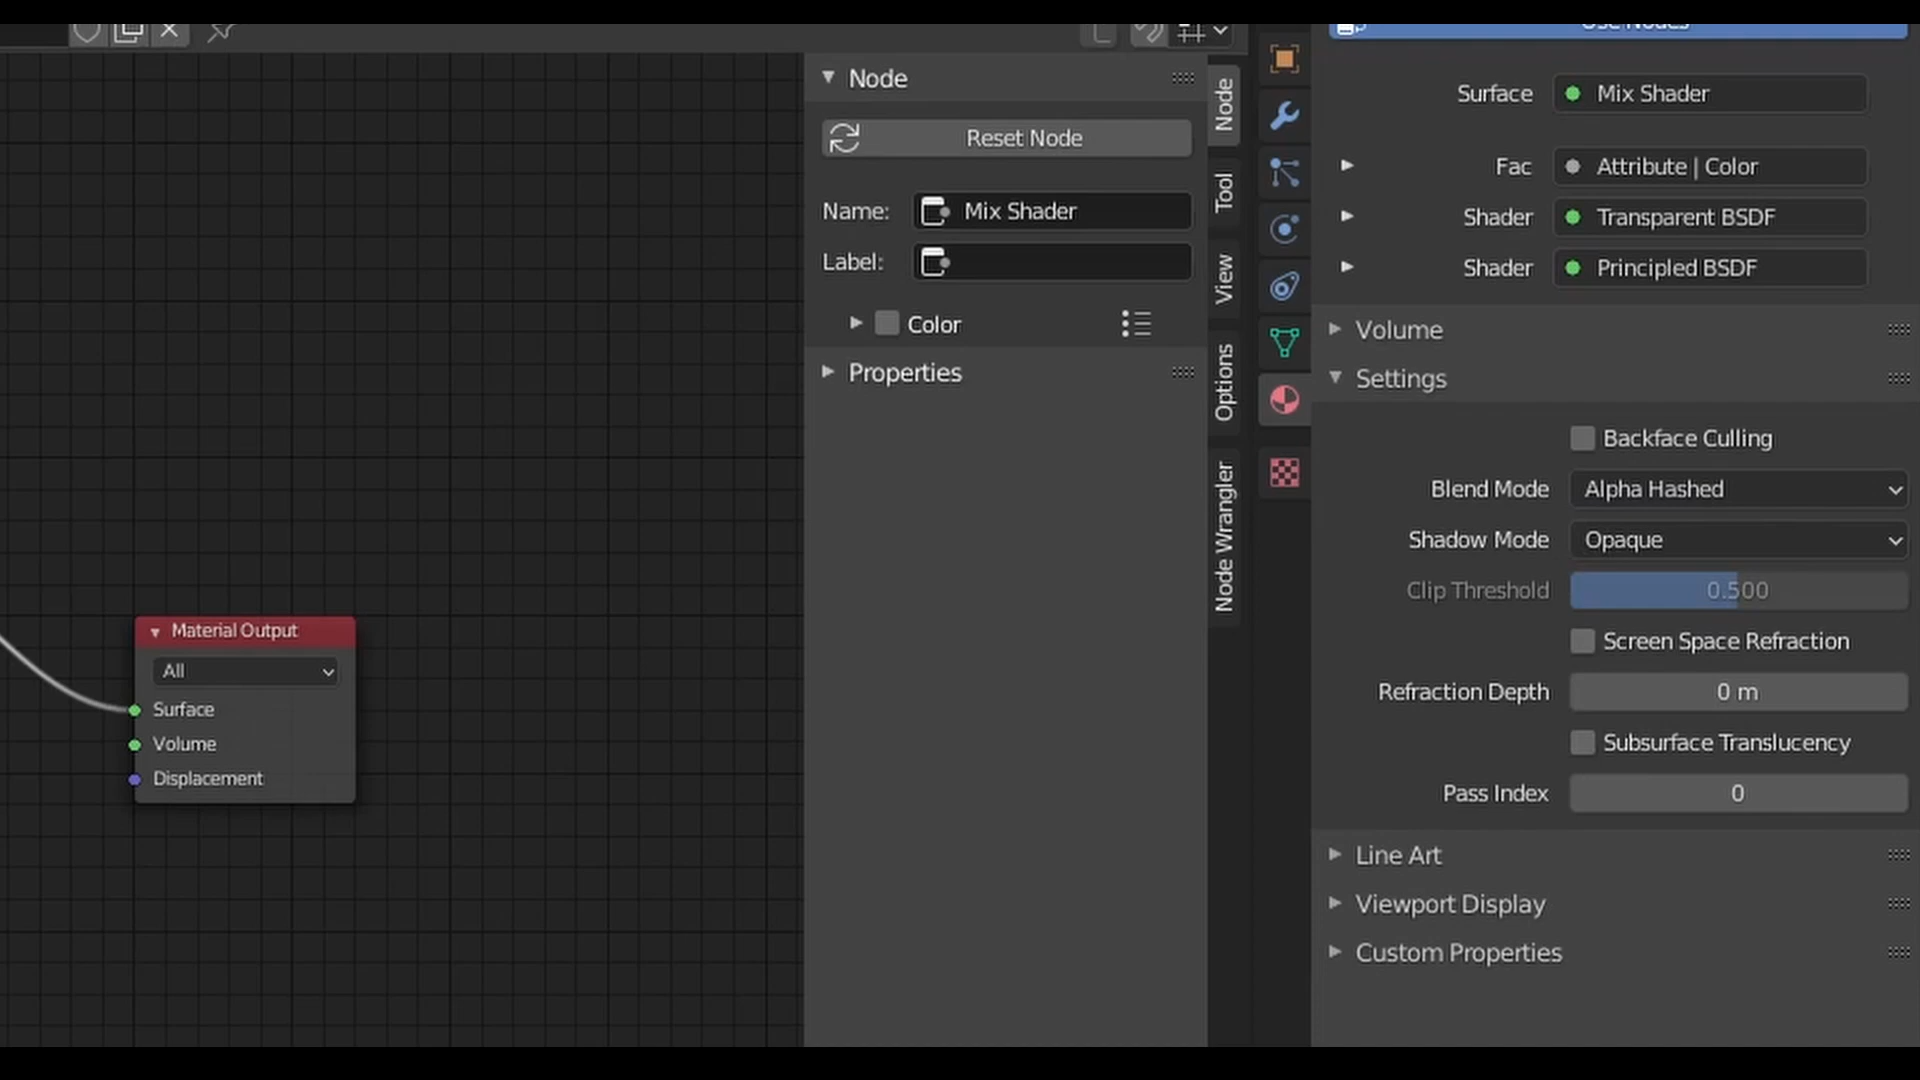 Use Nodes
Node
Reset Node
Name: Mix Shader
Label:
Color
Properties
Node
Tool
View
Options
Node Wrangler
Surface Mix Shader
Fac Attribute | Color
Shader Transparent BSDF
Shader Principled BSDF
Volume
Settings
Backface Culling
Blend Mode Alpha Hashed
Shadow Mode Opaque
Clip Threshold 0.500
Screen Space Refraction
Refraction Depth 0 m
Subsurface Translucency
Pass Index 0
Line Art
Viewport Display
Custom Properties
Material Output
All
Surface
Volume
Displacement